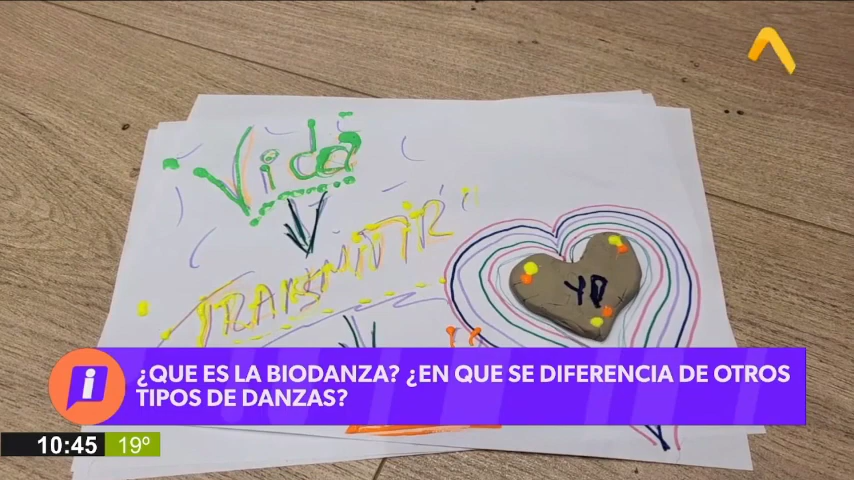 Vida
TRANSMITIR
YO
i
¿QUE ES LA BIODANZA? ¿EN QUE SE DIFERENCIA DE OTROS
TIPOS DE DANZAS?
10:45 19º